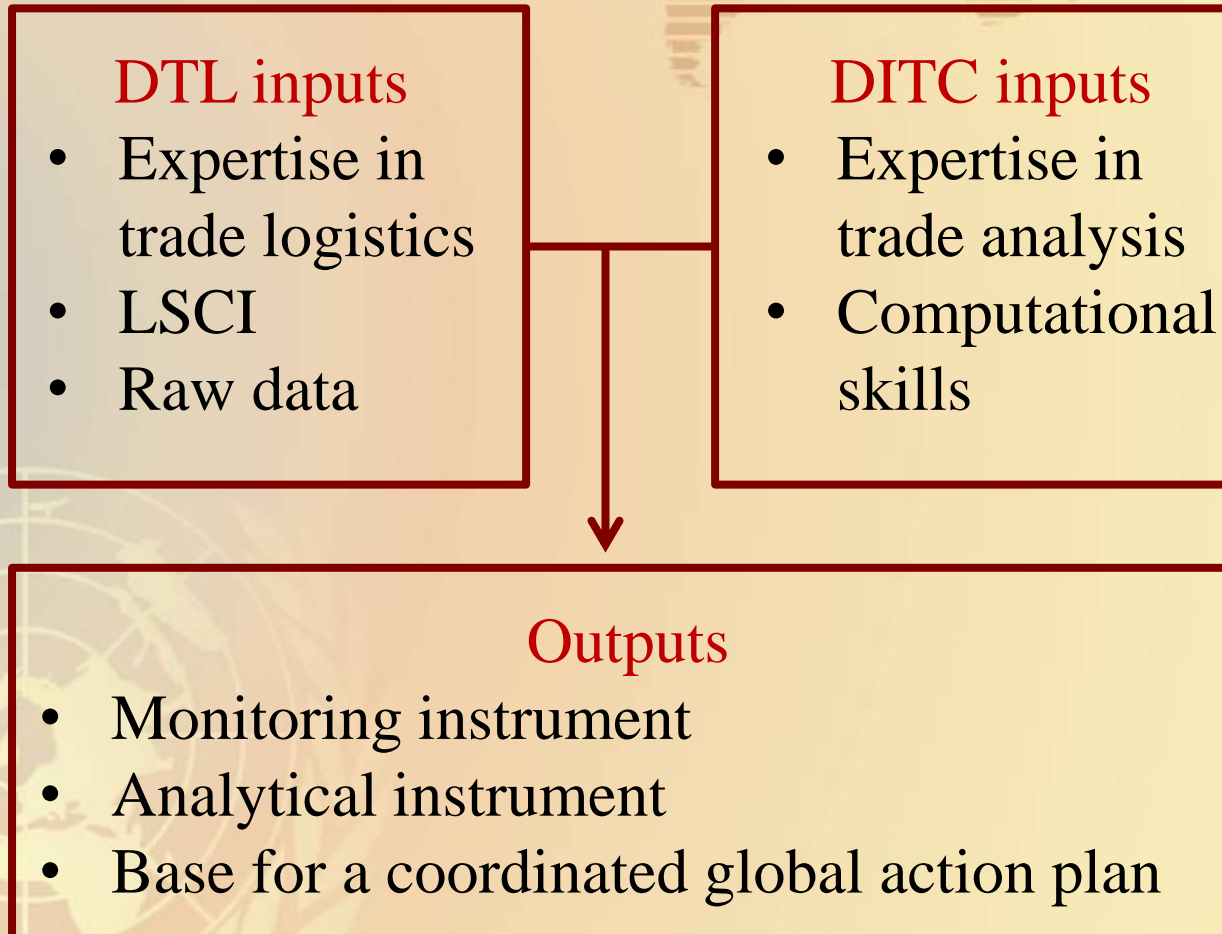 DTL inputs
• Expertise in
trade logistics
• LSCI
• Raw data
DITC inputs
• Expertise in
trade analysis
• Computational
skills
Outputs
• Monitoring instrument
• Analytical instrument
• Base for a coordinated global action plan